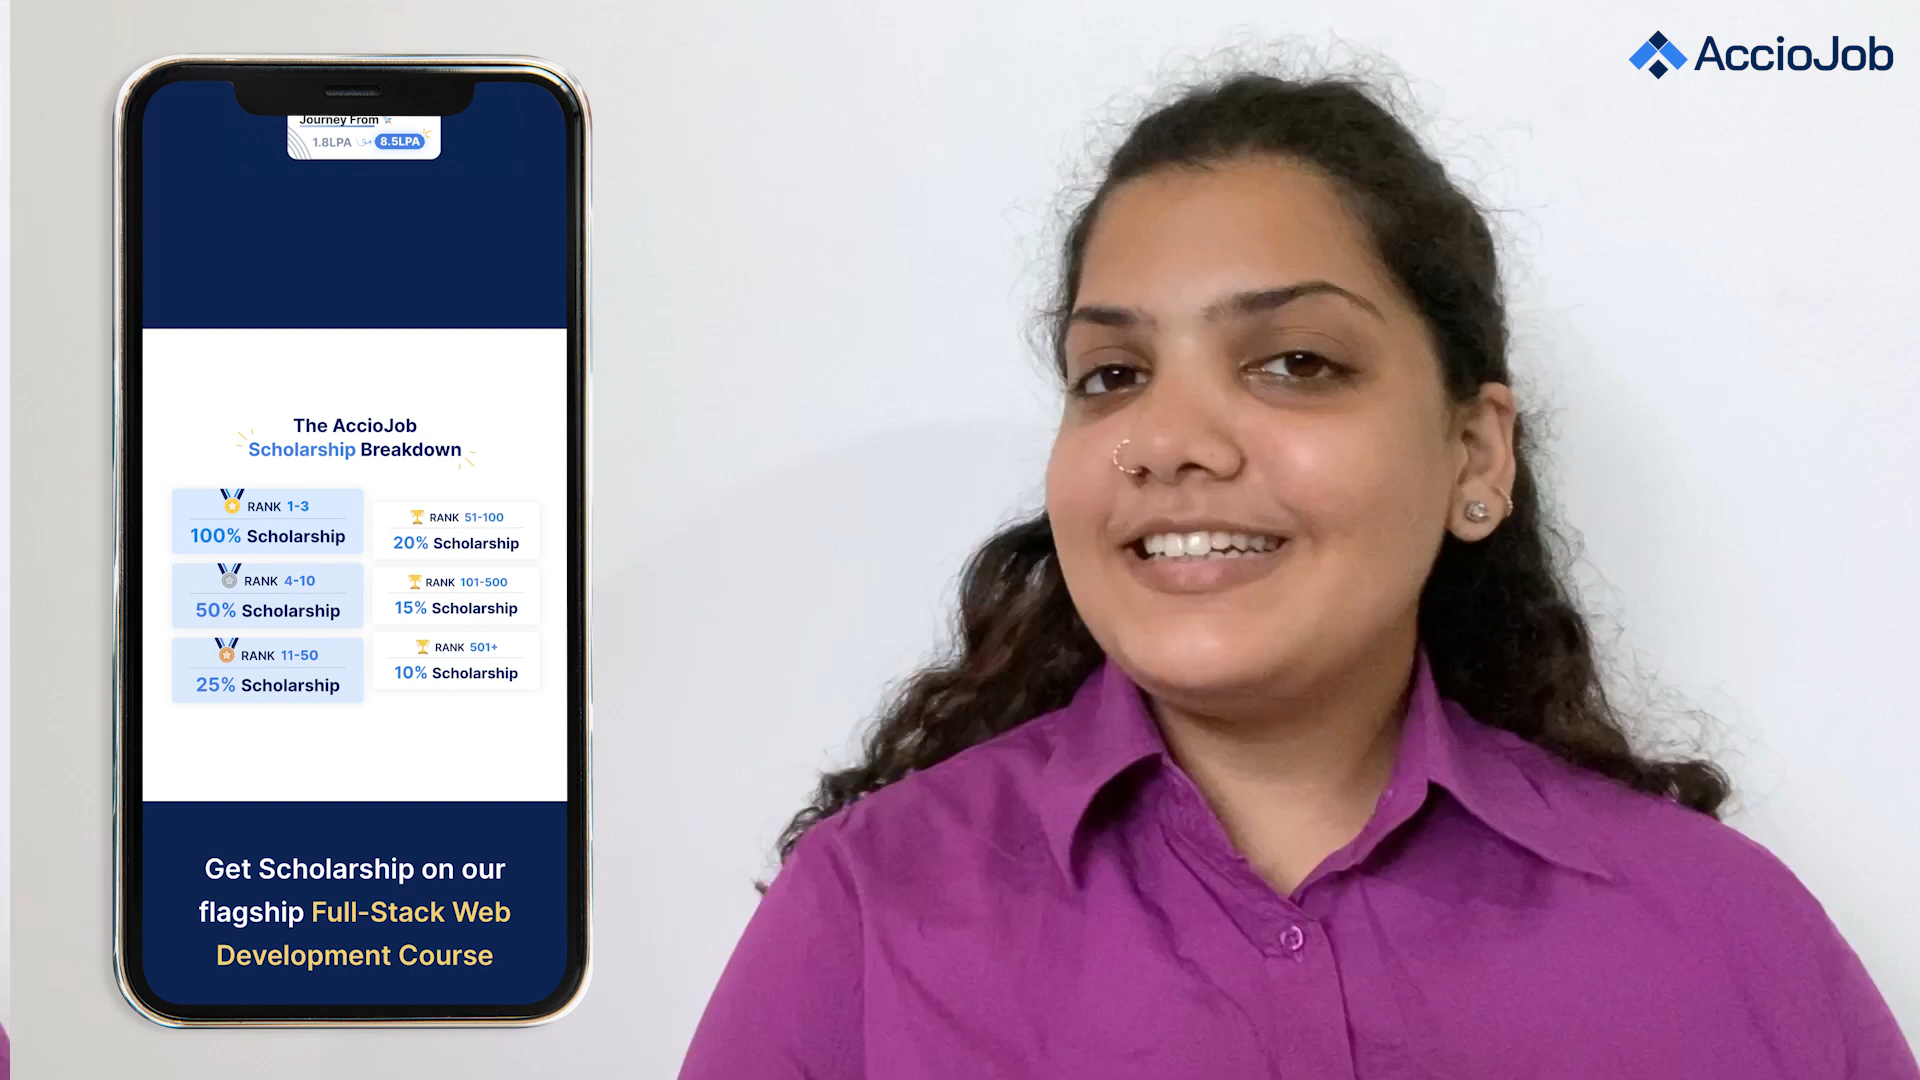 AccioJob
Journey From
1.8LPA 8.5LPA
The AccioJob
Scholarship Breakdown
RANK 1-3
100% Scholarship
RANK 4-10
50% Scholarship
RANK 11-50
25% Scholarship
RANK 51-100
20% Scholarship
RANK 101-500
15% Scholarship
RANK 501+
10% Scholarship
Get Scholarship on our
flagship Full-Stack Web
Development Course